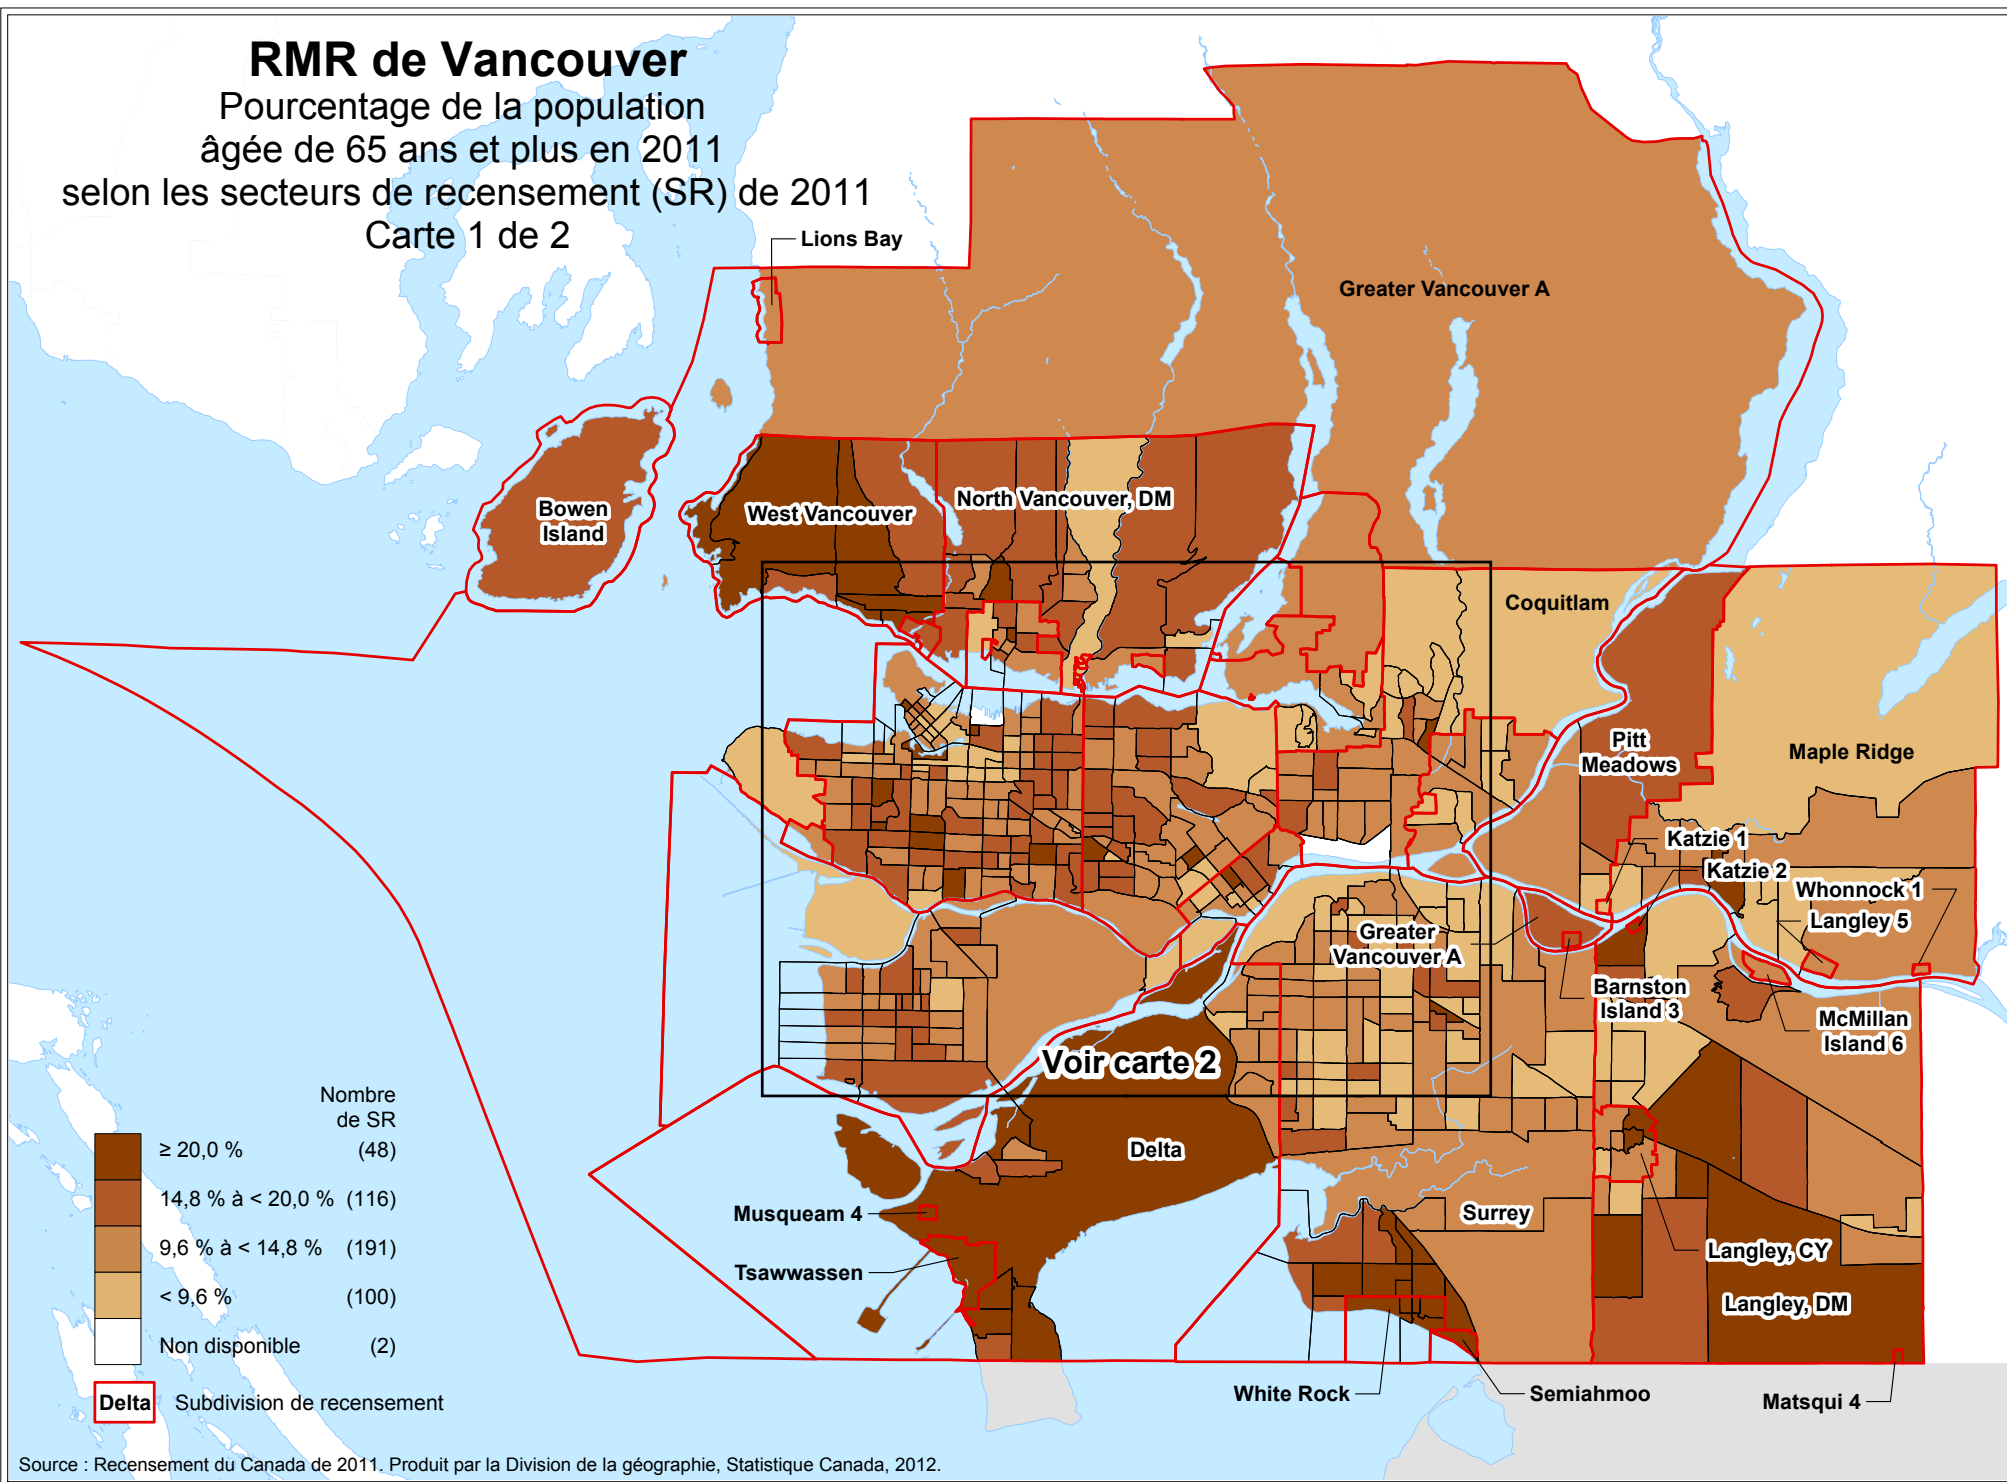 RMR de Vancouver
Pourcentage de la population
âgée de 65 ans et plus en 2011
selon les secteurs de recensement (SR) de 2011
Carte 1 de 2
Lions Bay
Greater Vancouver A
Bowen
Island
West Vancouver
North Vancouver, DM
Coquitlam
Pitt
Meadows
Maple Ridge
Katzie 1
Katzie 2
Whonnock 1
Langley 5
Greater
Vancouver A
Barnston
Island 3
McMillan
Island 6
Voir carte 2
Delta
Musqueam 4
Tsawwassen
Surrey
Langley, CY
Langley, DM
White Rock
Semiahmoo
Matsqui 4
Nombre
de SR
≥ 20,0 % (48)
14,8 % à < 20,0 % (116)
9,6 % à < 14,8 % (191)
< 9,6 % (100)
Non disponible (2)
Delta Subdivision de recensement
Source : Recensement du Canada de 2011. Produit par la Division de la géographie, Statistique Canada, 2012.